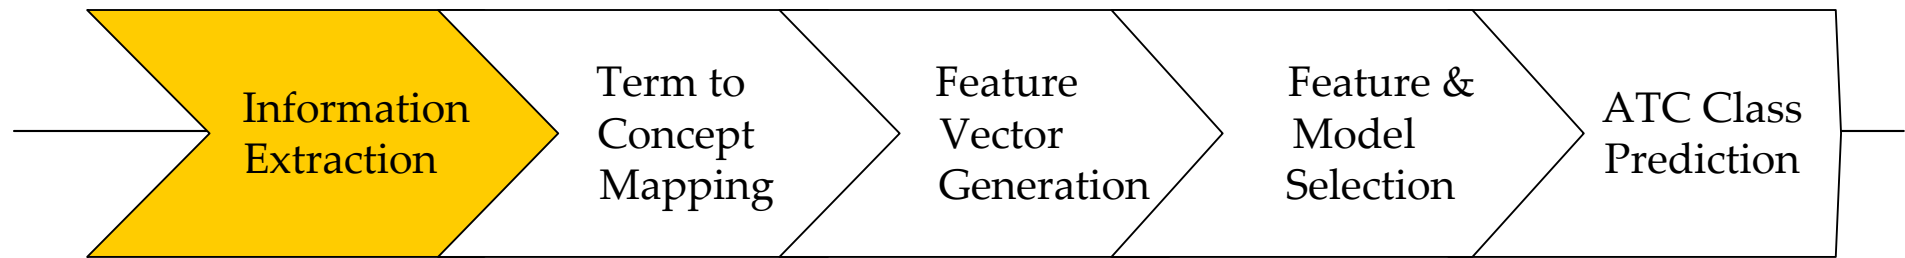 Information
Extraction
Term to
Concept
Mapping
Feature
Vector
Generation
Feature &
Model
Selection
ATC Class
Prediction